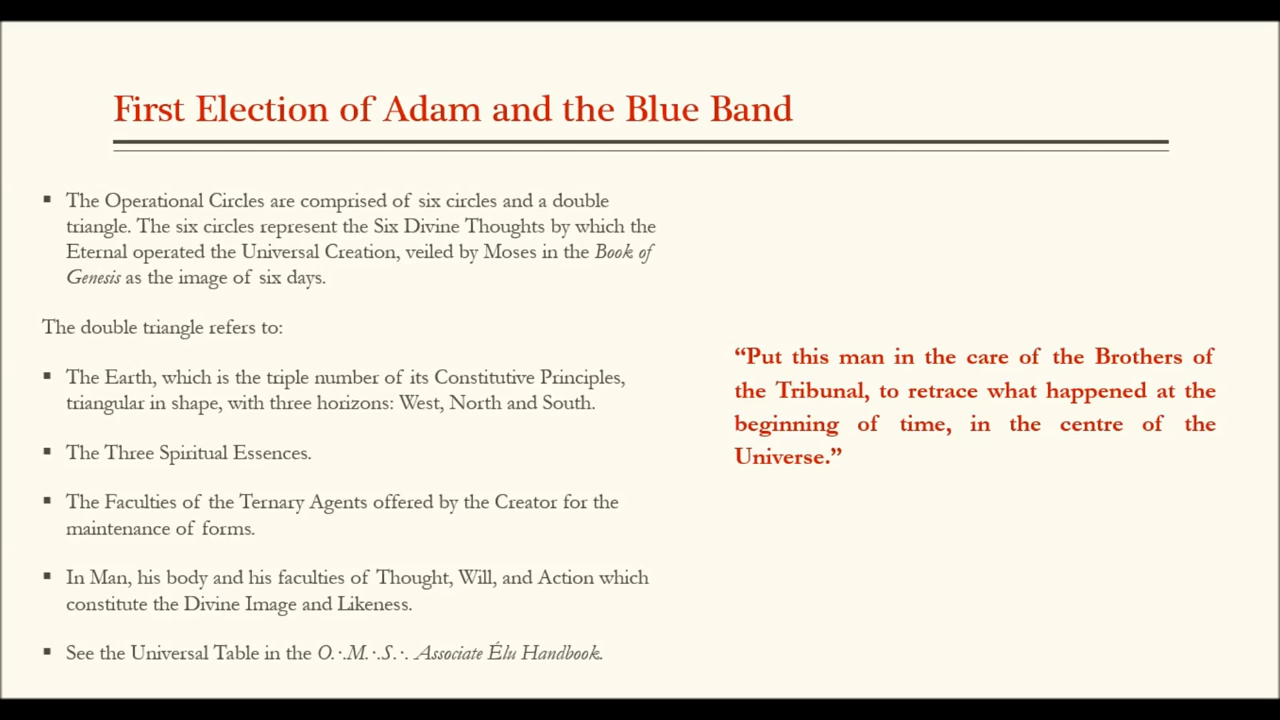 First Election of Adam and the Blue Band
▪ The Operational Circles are comprised of six circles and a double
triangle. The six circles represent the Six Divine Thoughts by which the
Eternal operated the Universal Creation, veiled by Moses in the Book of
Genesis as the image of six days.
The double triangle refers to:
▪ The Earth, which is the triple number of its Constitutive Principles,
triangular in shape, with three horizons: West, North and South.
▪ The Three Spiritual Essences.
▪ The Faculties of the Ternary Agents offered by the Creator for the
maintenance of forms.
▪ In Man, his body and his faculties of Thought, Will, and Action which
constitute the Divine Image and Likeness.
▪ See the Universal Table in the O.·.M.·.S.·. Associate Élu Handbook.
“Put this man in the care of the Brothers of
the Tribunal, to retrace what happened at the
beginning of time, in the centre of the
Universe.”